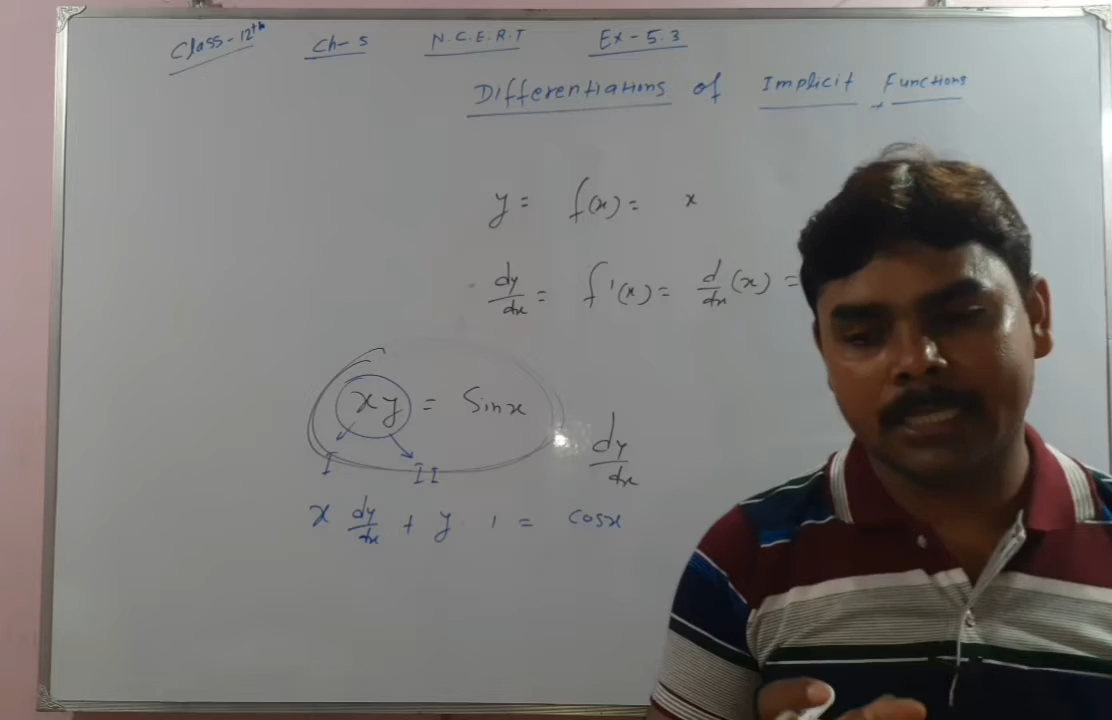 Class-12th Ch-5 N.C.E.R.T Ex-5.3
Differentiations of Implicit Functions
y = f(x) = x
dy/dx = f'(x) = d/dx (x) =
xy = Sinx
I II
dy/dx
x dy/dx + y . 1 = cosx